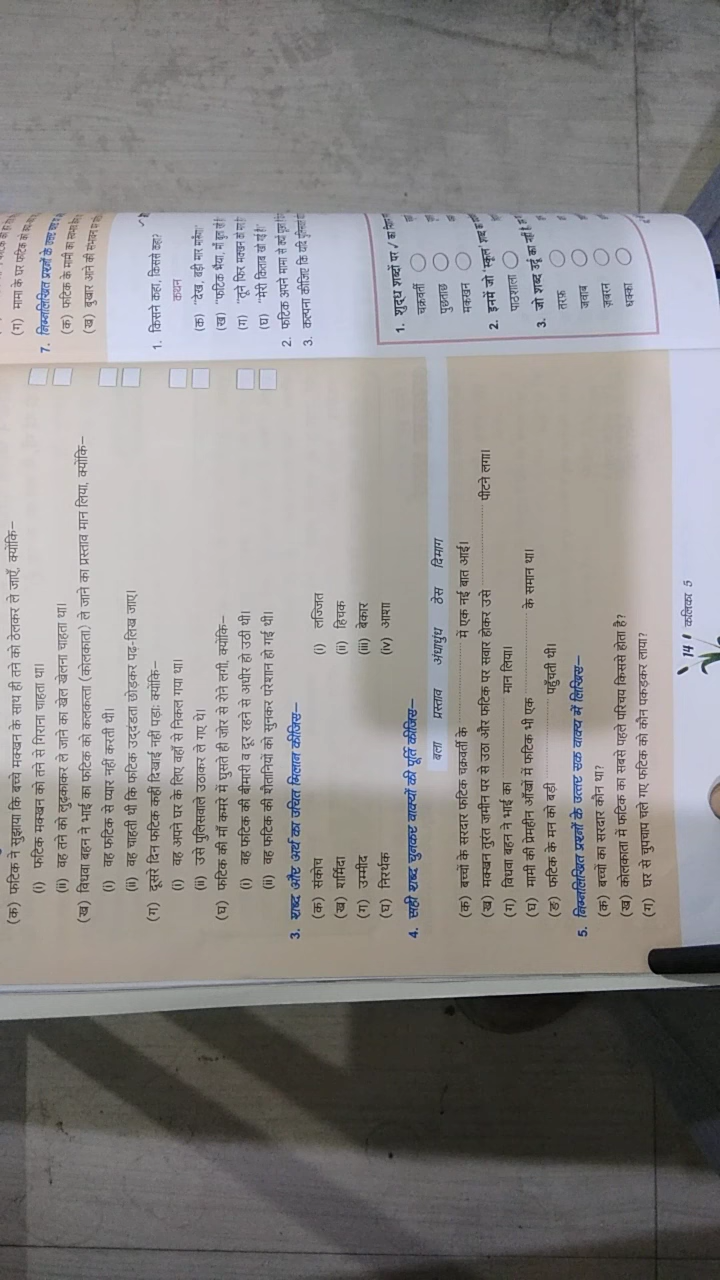 (क) फटिक ने सुझाया कि बच्चे मक्खन के साथ ही तने को ठेलकर ले जाएँ, क्योंकि–
(i) फटिक मक्खन को तने से गिराना चाहता था।
(ii) वह तने को लुढ़काकर ले जाने का खेल खेलना चाहता था।
(ख) विधवा बहन ने भाई का फटिक को कलकत्ता (कोलकाता) ले जाने का प्रस्ताव मान लिया, क्योंकि–
(i) वह फटिक से प्यार नहीं करती थी।
(ii) वह चाहती थी कि फटिक उद्दंडता छोड़कर पढ़-लिख जाए।
(ग) दूसरे दिन फटिक कहीं दिखाई नहीं पड़ा; क्योंकि–
(i) वह अपने घर के लिए वहाँ से निकल गया था।
(ii) उसे पुलिसवाले उठाकर ले गए थे।
(घ) फटिक की माँ कमरे में घुसते ही ज़ोर से रोने लगी, क्योंकि–
(i) वह फटिक की बीमारी व दूर रहने से अधीर हो उठी थी।
(ii) वह फटिक की शैतानियों को सुनकर परेशान हो गई थी।
3. शब्द और अर्थ का उचित मिलान कीजिए–
(क) संकोच (i) लज्जित
(ख) शर्मिंदा (ii) हिचक
(ग) उम्मीद (iii) बेकार
(घ) निरर्थक (iv) आशा
4. सही शब्द चुनकर वाक्यों की पूर्ति कीजिए–
बला प्रस्ताव अंधाधुंध ठेस दिमाग
(क) बच्चों के सरदार फटिक चक्रवर्ती के .................... में एक नई बात आई।
(ख) मक्खन तुरंत ज़मीन पर से उठा और फटिक पर सवार होकर उसे .................... पीटने लगा।
(ग) विधवा बहन ने भाई का .................... मान लिया।
(घ) मामी की प्रेमहीन आँखों में फटिक भी एक .................... के समान था।
(ङ) फटिक के मन को बड़ी .................... पहुँचती थी।
5. निम्नलिखित प्रश्नों के उत्तर एक वाक्य में लिखिए–
(क) बच्चों का सरदार कौन था?
(ख) कोलकाता में फटिक का सबसे पहले परिचय किससे होता है?
(ग) घर से चुपचाप चले गए फटिक को कौन पकड़कर लाया?
14 कलिका 5
(ग) मामा के घर फटिक को
7. निम्नलिखित प्रश्नों के उत्तर
(क) फटिक के मामी का
(ख) बुखार आने की संभावना पर
1. किसने कहा, किससे कहा?
कथन
(क) "देख, बड़ी मार मारूँगा।"
(ख) "फटिक भैया, माँ बुला रही
(ग) "तूने फिर मक्खन को मारा
(घ) "मेरी किताब खो गई है।"
2. फटिक अपने मामा से क्यों
3. कल्पना कीजिए कि यदि पुलिसवाले
1. शुद्ध शब्दों पर ✓ का
चक्रवर्ती
पुछताछ
मकखन
2. इनमें जो 'स्कूल' शब्द का
पाठशाला
3. जो शब्द उर्दू का नहीं है,
तरफ़
जवाब
ज़बरन
धक्का